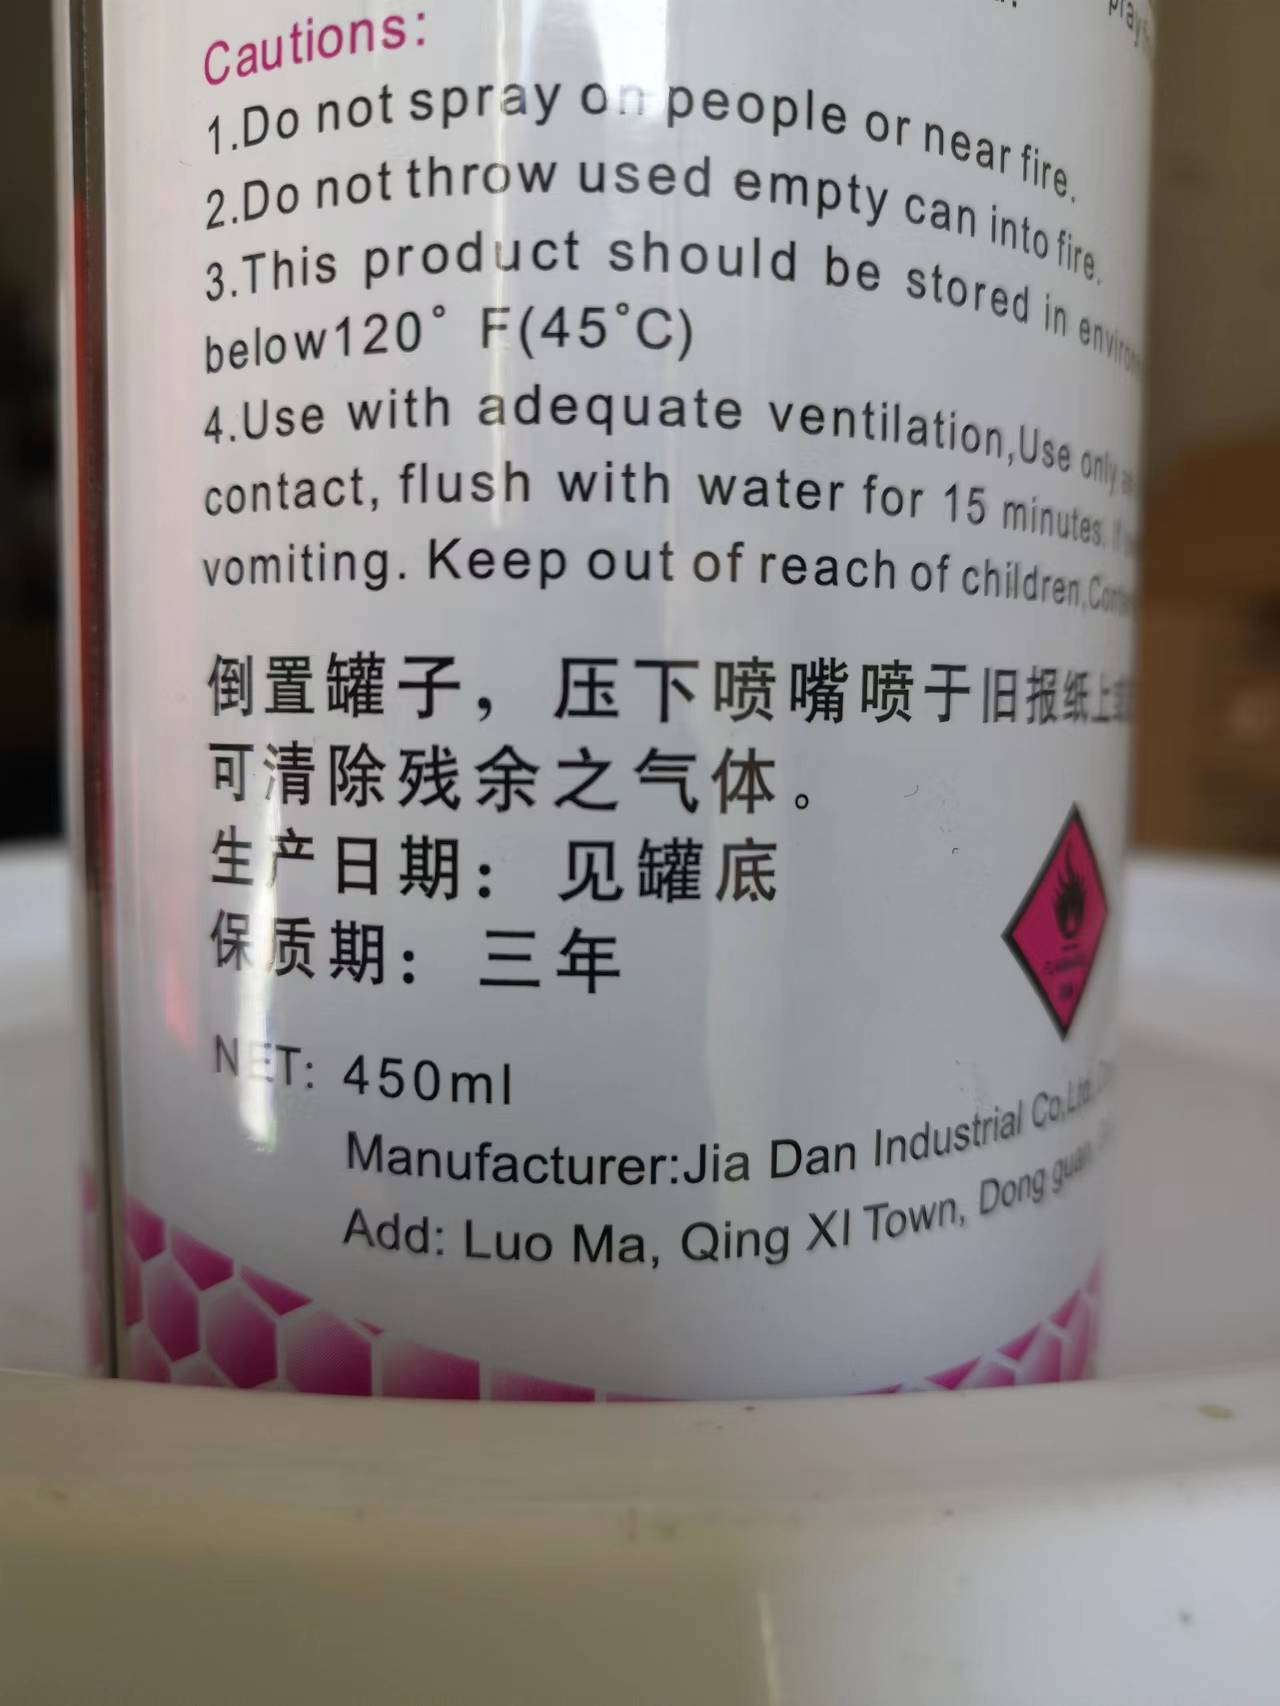 Cautions:
1.Do not spray on people or near fire.
2.Do not throw used empty can into fire.
3.This product should be stored in
below120° F(45°C)
4.Use with adequate ventilation,Use only
contact, flush with water for 15 minutes.
vomiting. Keep out of reach of children,
倒置罐子，压下喷嘴喷于旧报纸上
可清除残余之气体。
生产日期：见罐底
保质期：三年
NET: 450ml
Manufacturer:Jia Dan Industrial Co,Ltd.
Add: Luo Ma, Qing XI Town, Dong guan